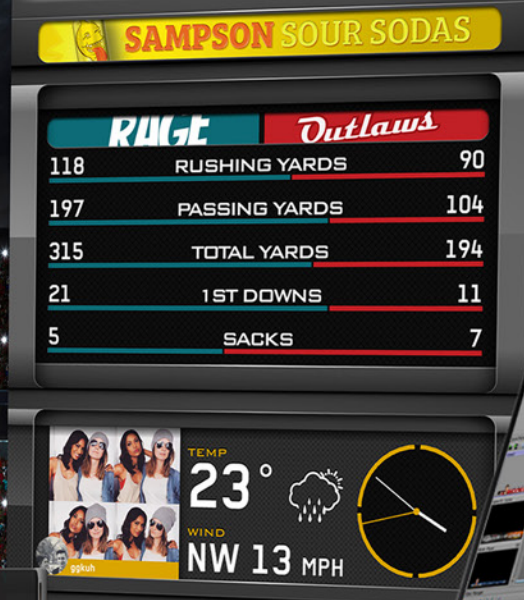 SAMPSON SOUR SODAS
RAGE Outlaws
118 RUSHING YARDS 90
197 PASSING YARDS 104
315 TOTAL YARDS 194
21 1ST DOWNS 11
5 SACKS 7
TEMP
23°
WIND
NW 13 MPH
ggkuh